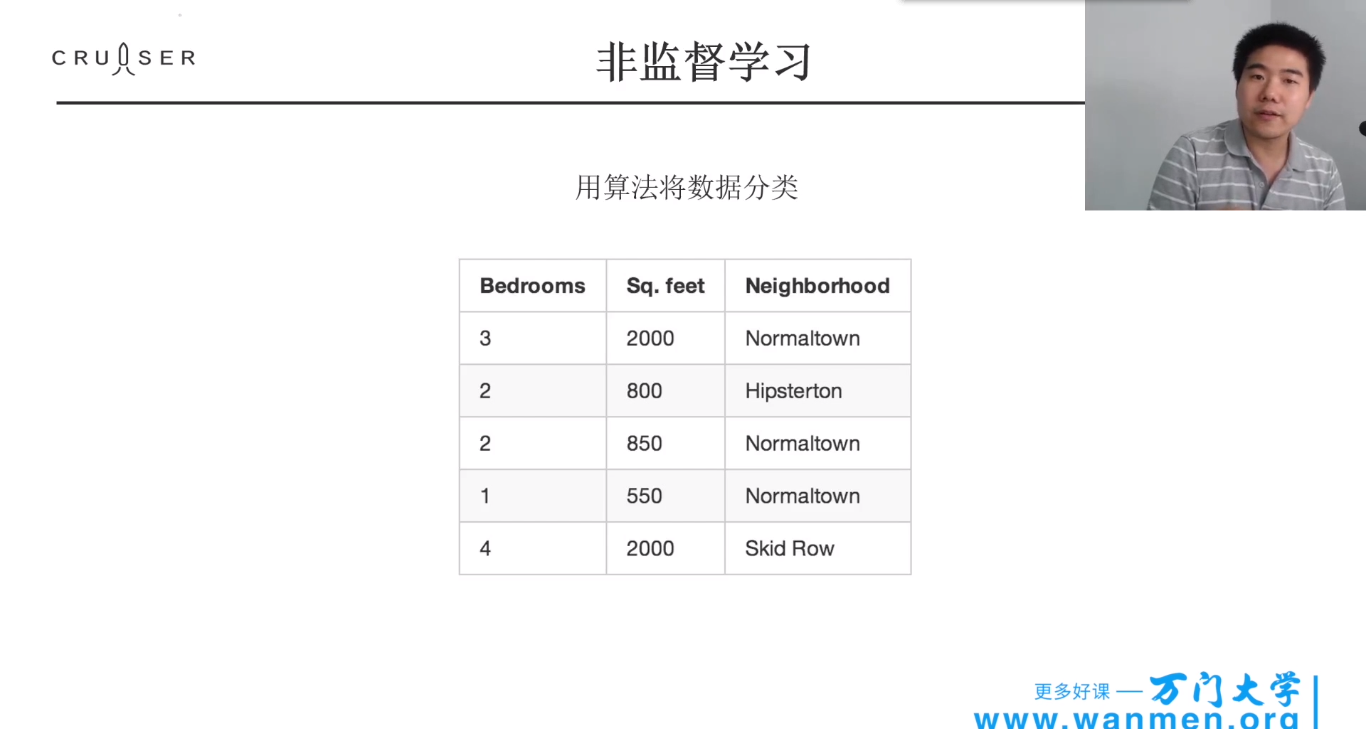 CRUISER
非监督学习
用算法将数据分类
Bedrooms Sq. feet Neighborhood
3 2000 Normaltown
2 800 Hipsterton
2 850 Normaltown
1 550 Normaltown
4 2000 Skid Row
更多好课 — 万门大学
www.wanmen.org